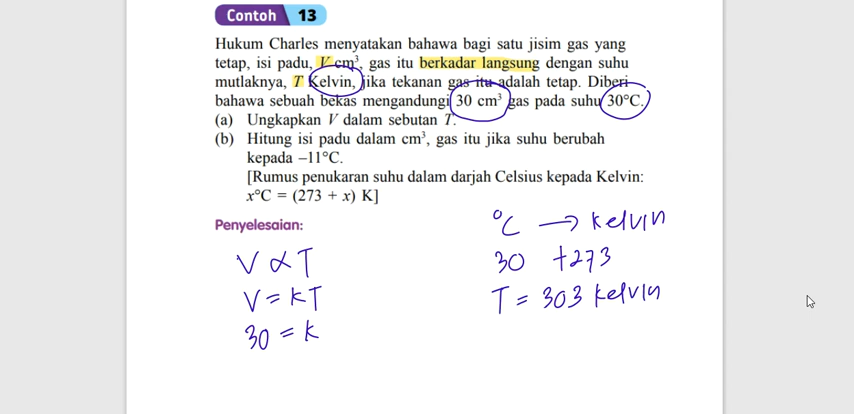 Contoh 13
Hukum Charles menyatakan bahawa bagi satu jisim gas yang
tetap, isi padu, V cm³, gas itu berkadar langsung dengan suhu
mutlaknya, T Kelvin, jika tekanan gas itu adalah tetap. Diberi
bahawa sebuah bekas mengandungi 30 cm³ gas pada suhu 30°C.
(a) Ungkapkan V dalam sebutan T.
(b) Hitung isi padu dalam cm³, gas itu jika suhu berubah
kepada –11°C.
[Rumus penukaran suhu dalam darjah Celsius kepada Kelvin:
x°C = (273 + x) K]
Penyelesaian:
V ∝ T
V = kT
30 = k
°C → Kelvin
30 +273
T = 303 Kelvin